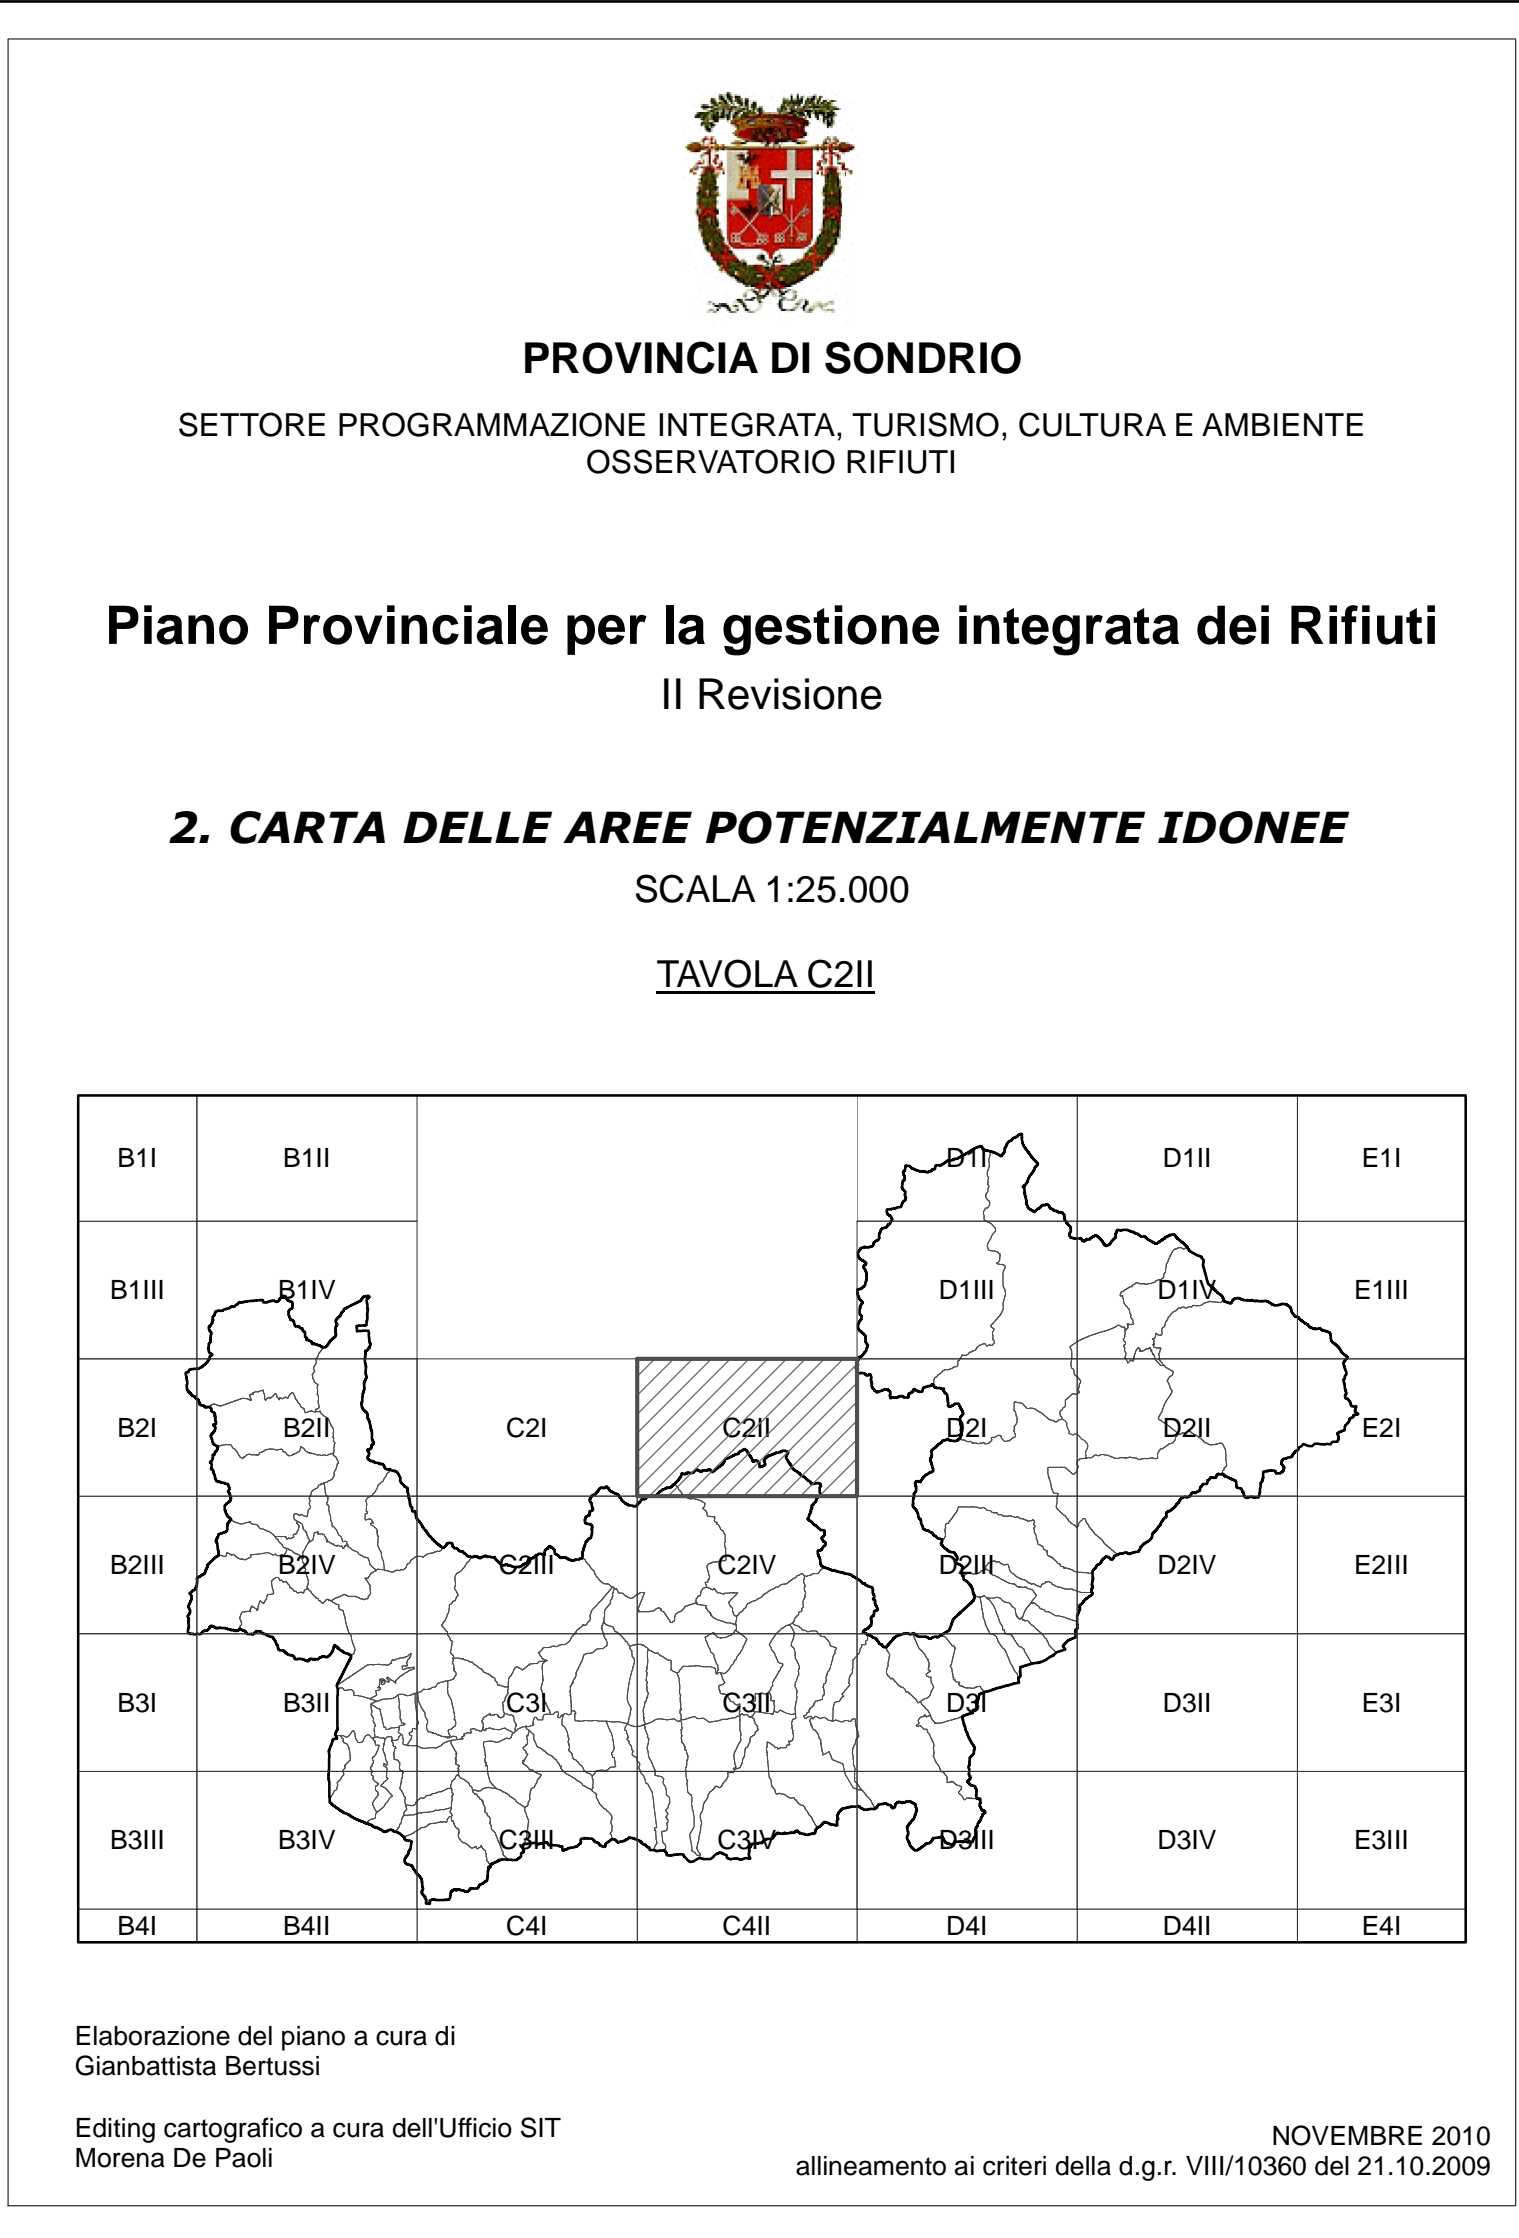 PROVINCIA DI SONDRIO
SETTORE PROGRAMMAZIONE INTEGRATA, TURISMO, CULTURA E AMBIENTE
OSSERVATORIO RIFIUTI
Piano Provinciale per la gestione integrata dei Rifiuti
II Revisione
2. CARTA DELLE AREE POTENZIALMENTE IDONEE
SCALA 1:25.000
TAVOLA C2II
B1I B1II D1I D1II E1I
B1III B1IV D1III D1IV E1III
B2I B2II C2I C2II D2I D2II E2I
B2III B2IV C2III C2IV D2III D2IV E2III
B3I B3II C3I C3II D3I D3II E3I
B3III B3IV C3III C3IV D3III D3IV E3III
B4I B4II C4I C4II D4I D4II E4I
Elaborazione del piano a cura di
Gianbattista Bertussi
Editing cartografico a cura dell'Ufficio SIT
Morena De Paoli
NOVEMBRE 2010
allineamento ai criteri della d.g.r. VIII/10360 del 21.10.2009